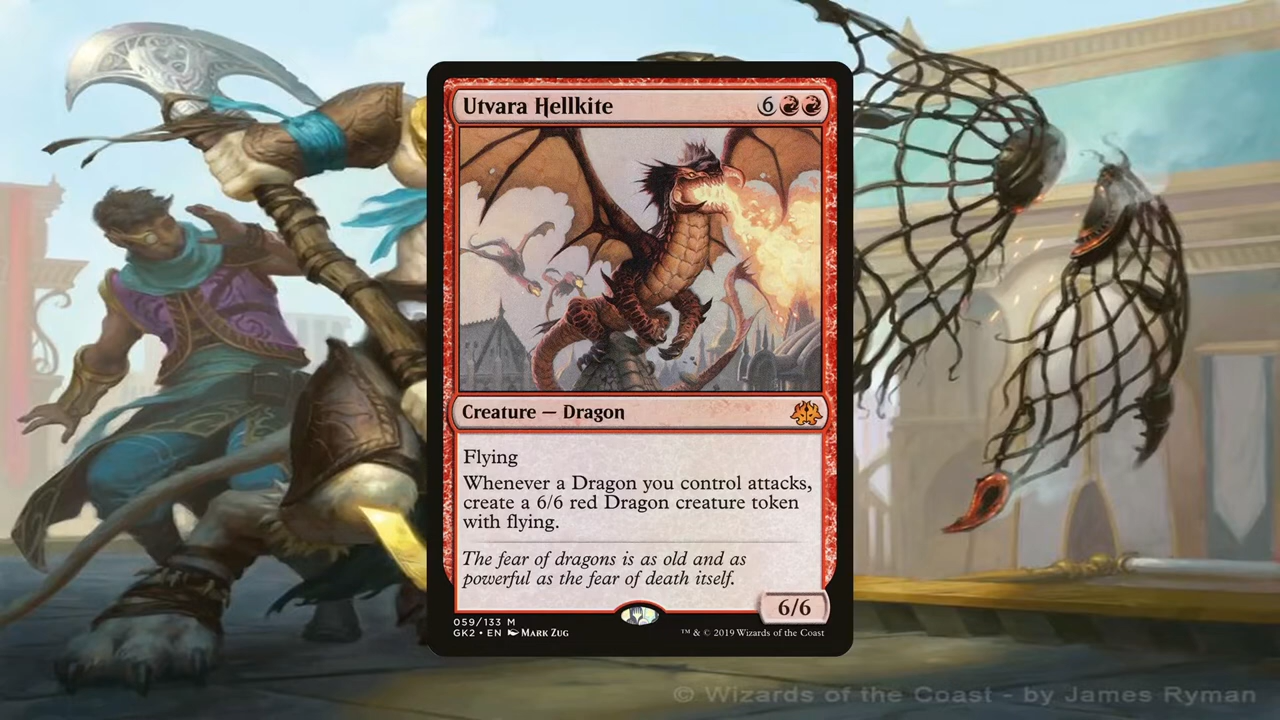 Utvara Hellkite 6
Creature — Dragon
Flying
Whenever a Dragon you control attacks,
create a 6/6 red Dragon creature token
with flying.
The fear of dragons is as old and as
powerful as the fear of death itself.
6/6
059/133 M
GK2 • EN Mark Zug
™ & © 2019 Wizards of the Coast
© Wizards of the Coast - by James Ryman